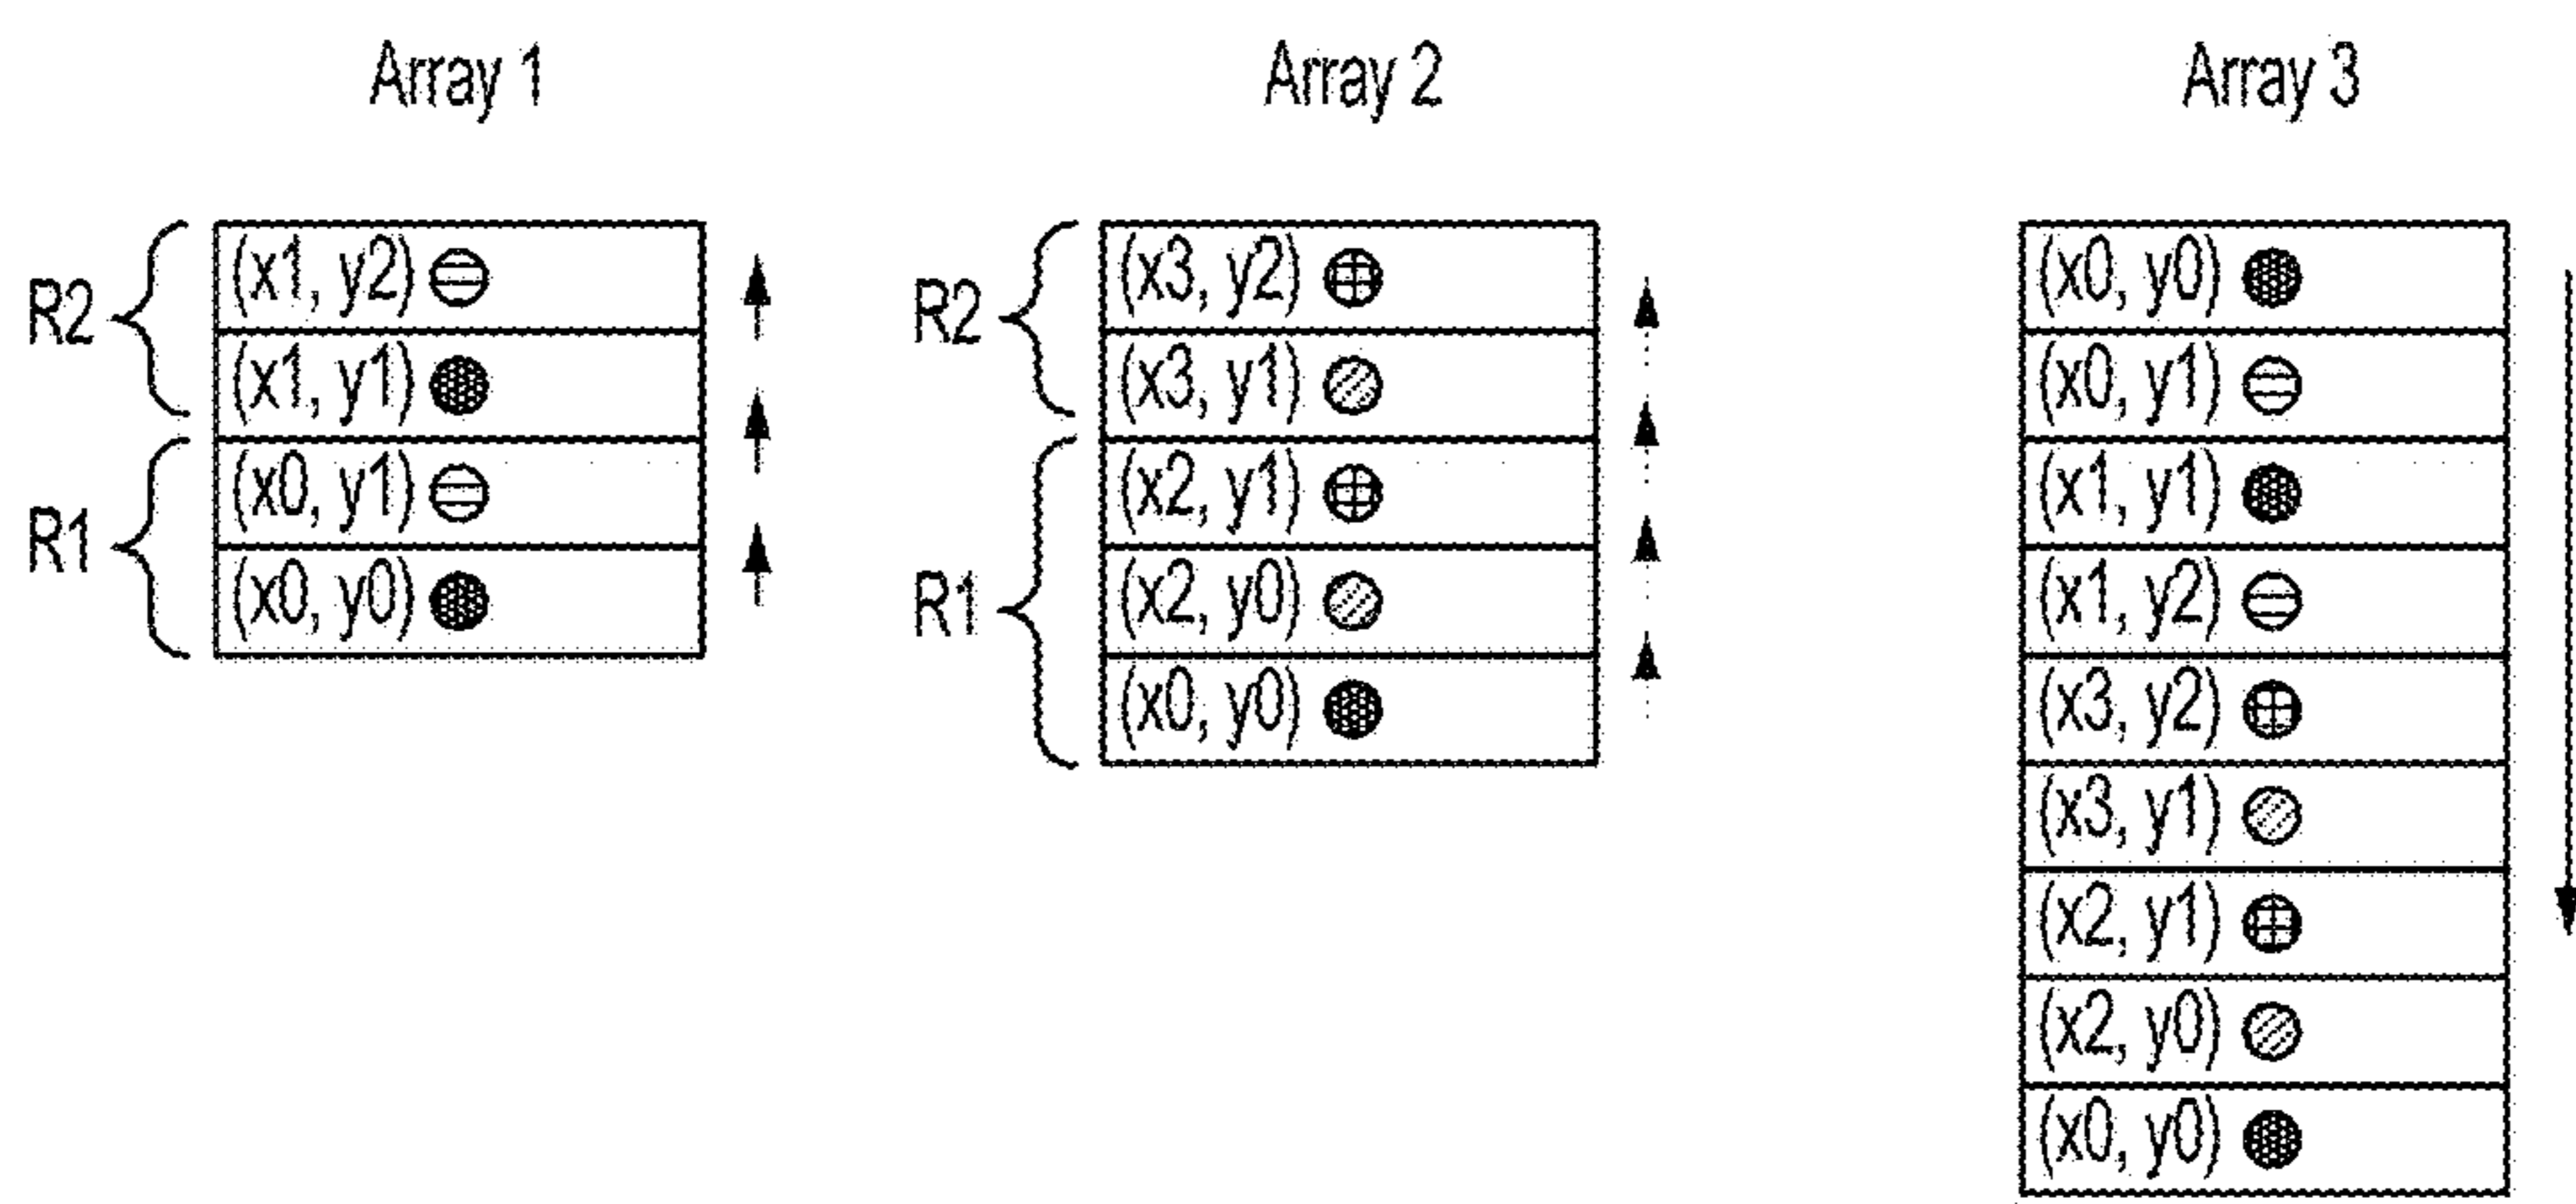 Array 1
R2
(x1, y2)
(x1, y1)
R1
(x0, y1)
(x0, y0)
Array 2
R2
(x3, y2)
(x3, y1)
R1
(x2, y1)
(x2, y0)
(x0, y0)
Array 3
(x0, y0)
(x0, y1)
(x1, y1)
(x1, y2)
(x3, y2)
(x3, y1)
(x2, y1)
(x2, y0)
(x0, y0)